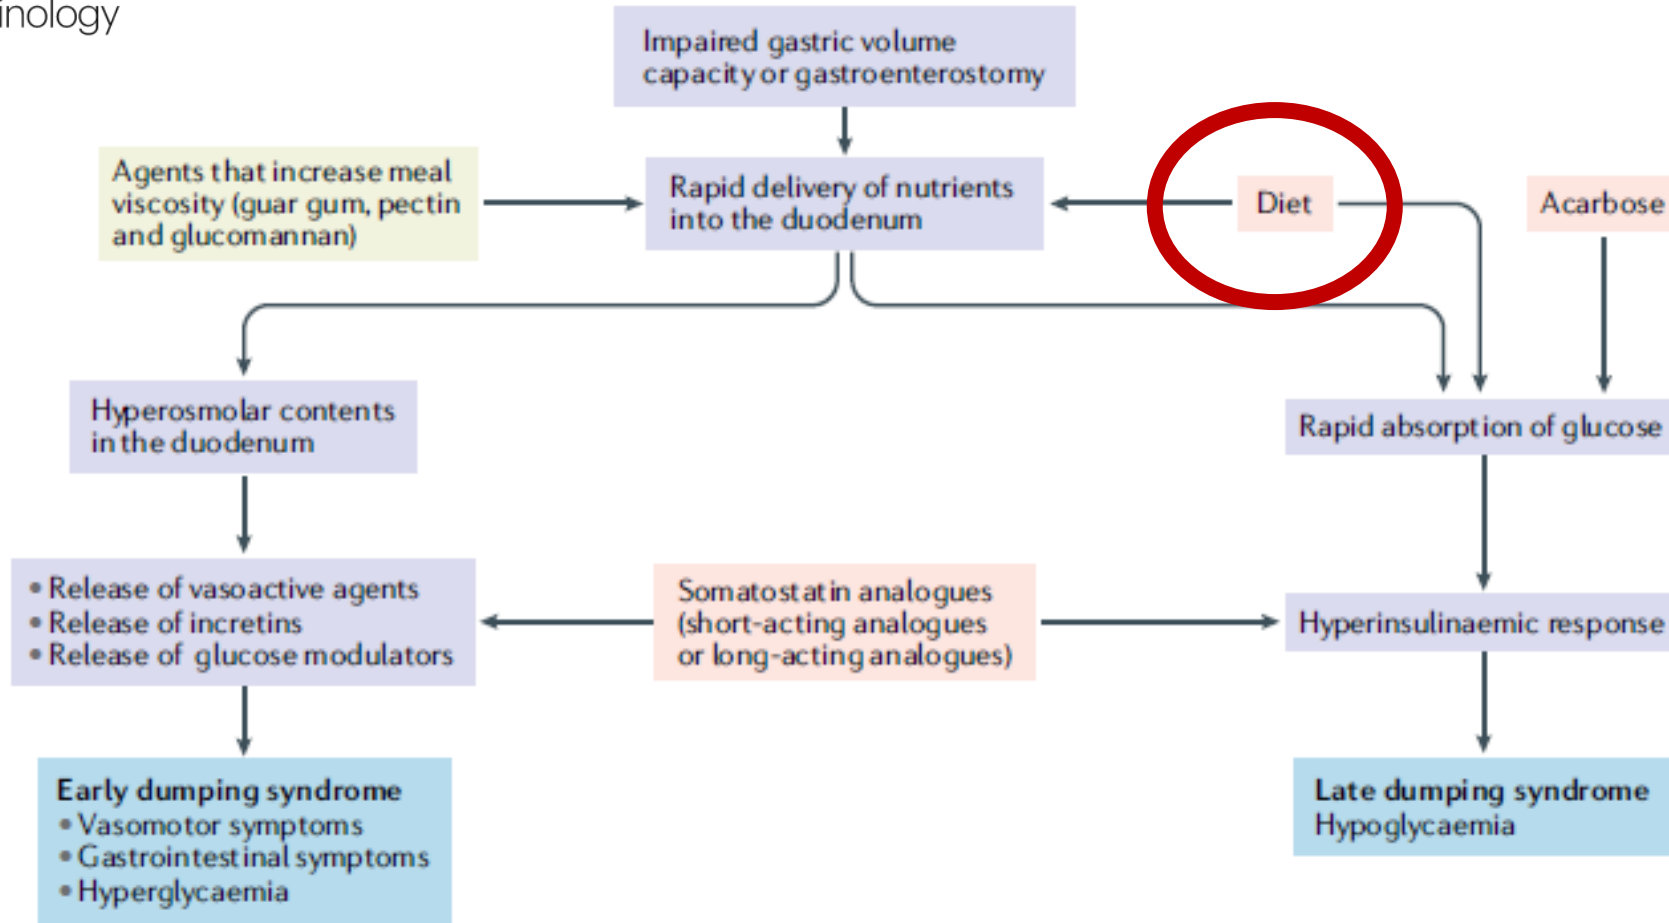 inology
Impaired gastric volume
capacity or gastroenterostomy
Agents that increase meal
viscosity (guar gum, pectin
and glucomannan)
Rapid delivery of nutrients
into the duodenum
Diet
Acarbose
Hyperosmolar contents
in the duodenum
Rapid absorption of glucose
• Release of vasoactive agents
• Release of incretins
• Release of glucose modulators
Somatostatin analogues
(short-acting analogues
or long-acting analogues)
Hyperinsulinaemic response
Early dumping syndrome
• Vasomotor symptoms
• Gastrointestinal symptoms
• Hyperglycaemia
Late dumping syndrome
Hypoglycaemia